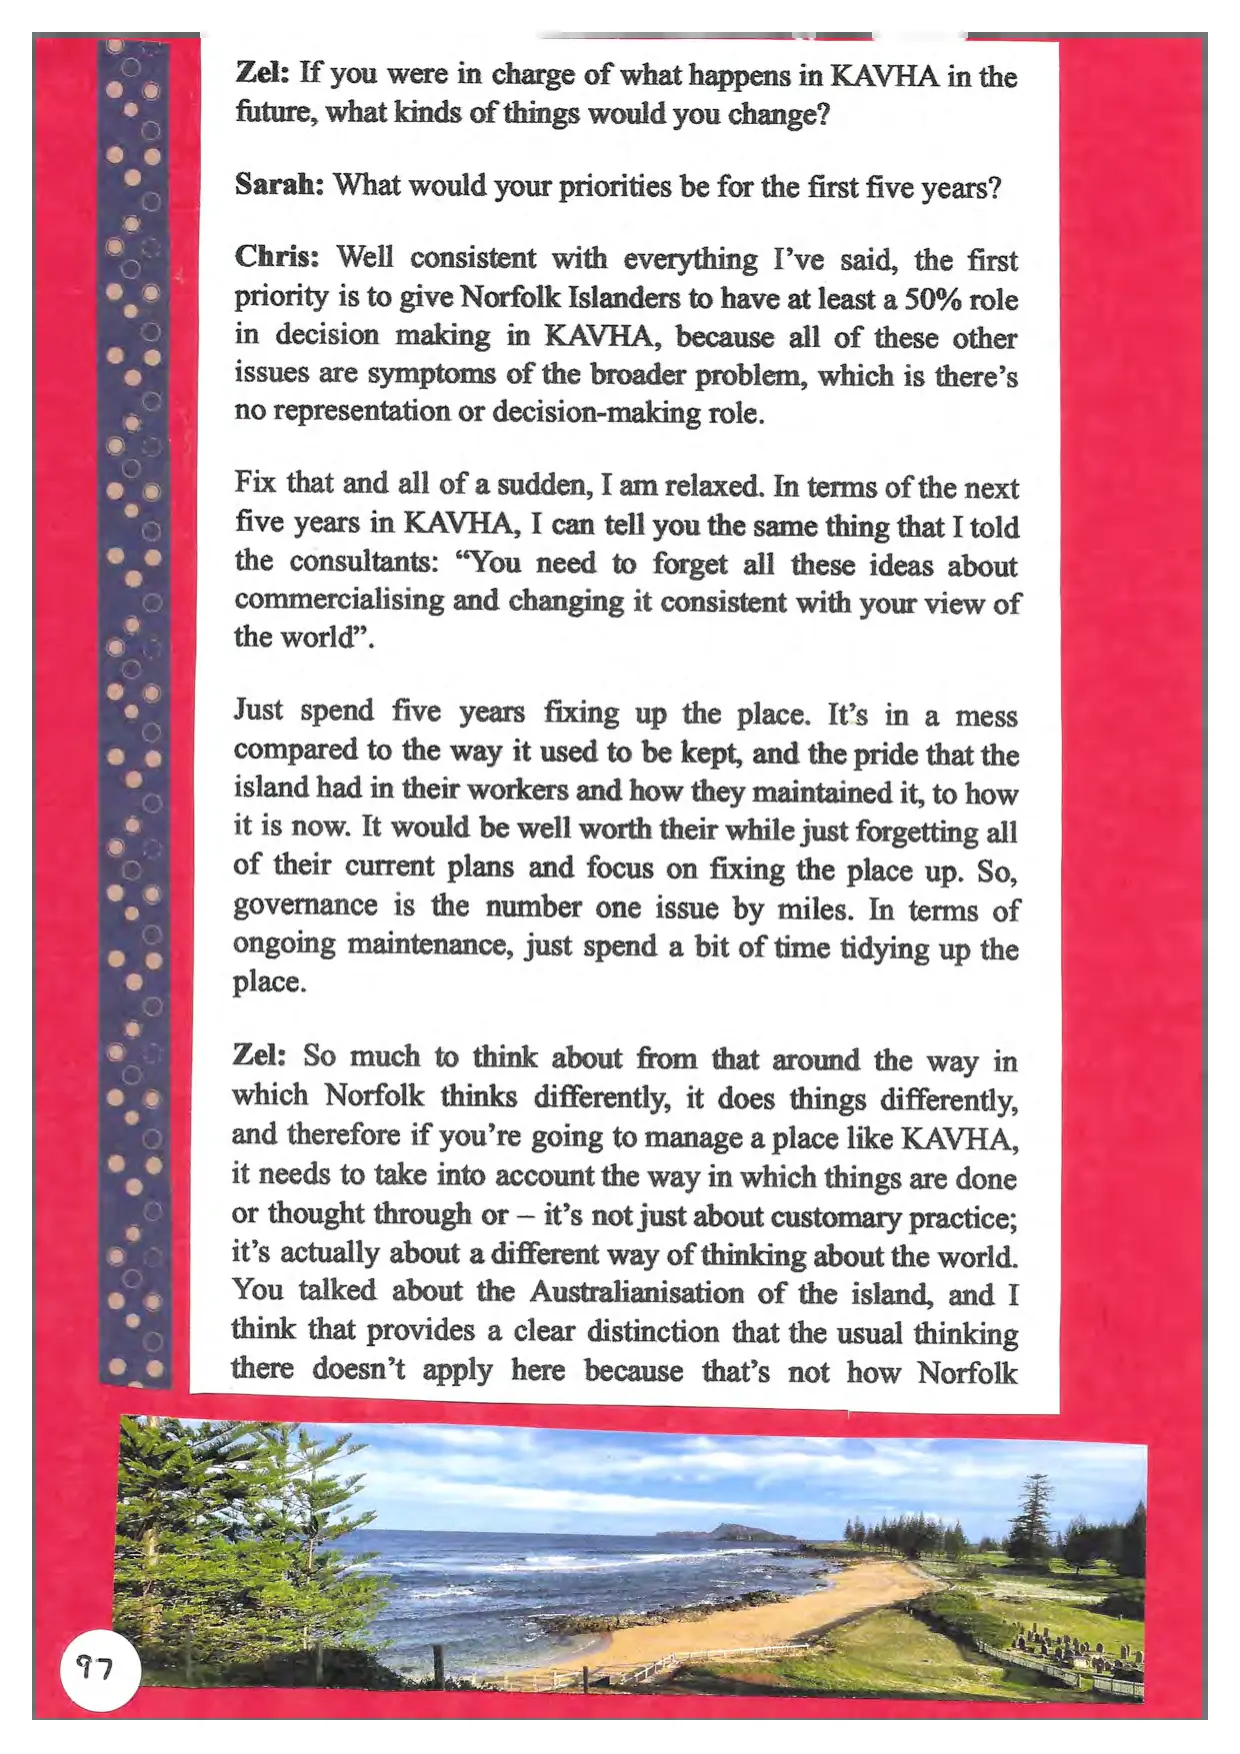 Zel: If you were in charge of what happens in KAVHA in the
future, what kinds of things would you change?
Sarah: What would your priorities be for the first five years?
Chris: Well consistent with everything I've said, the first
priority is to give Norfolk Islanders to have at least a 50% role
in decision making in KAVHA, because all of these other
issues are symptoms of the broader problem, which is there's
no representation or decision-making role.
Fix that and all of a sudden, I am relaxed. In terms of the next
five years in KAVHA, I can tell you the same thing that I told
the consultants: “You need to forget all these ideas about
commercialising and changing it consistent with your view of
the world”.
Just spend five years fixing up the place. It's in a mess
compared to the way it used to be kept, and the pride that the
island had in their workers and how they maintained it, to how
it is now. It would be well worth their while just forgetting all
of their current plans and focus on fixing the place up. So,
governance is the number one issue by miles. In terms of
ongoing maintenance, just spend a bit of time tidying up the
place.
Zel: So much to think about from that around the way in
which Norfolk thinks differently, it does things differently,
and therefore if you're going to manage a place like KAVHA,
it needs to take into account the way in which things are done
or thought through or – it's not just about customary practice;
it's actually about a different way of thinking about the world.
You talked about the Australianisation of the island, and I
think that provides a clear distinction that the usual thinking
there doesn't apply here because that's not how Norfolk
97